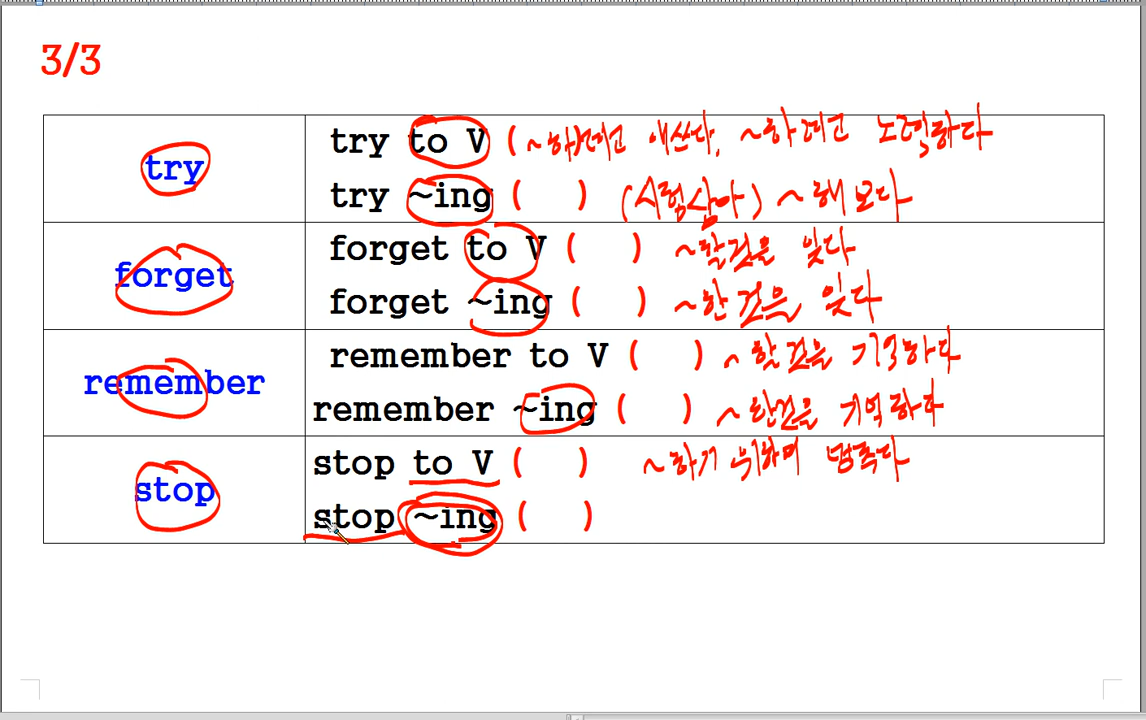 3/3
try
try to V ( ~하려고 애쓰다. ~하려고 노력하다
try ~ing ( ) (시험삼아) ~해 보다
forget
forget to V ( ) ~할것을 잊다
forget ~ing ( ) ~한 것을 잊다
remember
remember to V ( ) ~할 것을 기억하다
remember ~ing ( ) ~한것을 기억하다
stop
stop to V ( ) ~하기 위하여 멈추다
stop ~ing ( )